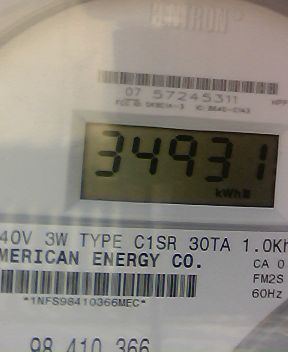 07 57245311
34931
kWh
40V 3W TYPE C1SR 30TA 1.0Kh
MERICAN ENERGY CO.
CA 0
FM2S
60Hz
*1NFS98410366MEC*
98 410 366